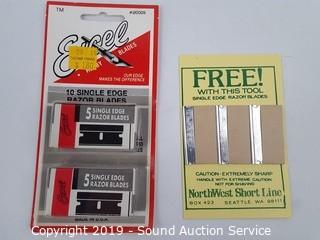 TM
#20009
Excel
HOBBY BLADES
OUR EDGE
MAKES THE DIFFERENCE
10 SINGLE EDGE
RAZOR BLADES
5 SINGLE EDGE
RAZOR BLADES
Excel
5 SINGLE EDGE
RAZOR BLADES
Excel
MADE IN U.S.A.
FREE!
WITH THIS TOOL
SINGLE EDGE RAZOR BLADES
CAUTION - EXTREMELY SHARP
HANDLE WITH EXTREME CAUTION
NOT FOR SHAVING
NorthWest Short Line
BOX 423 SEATTLE WA 98111
Copyright 2019 - Sound Auction Service